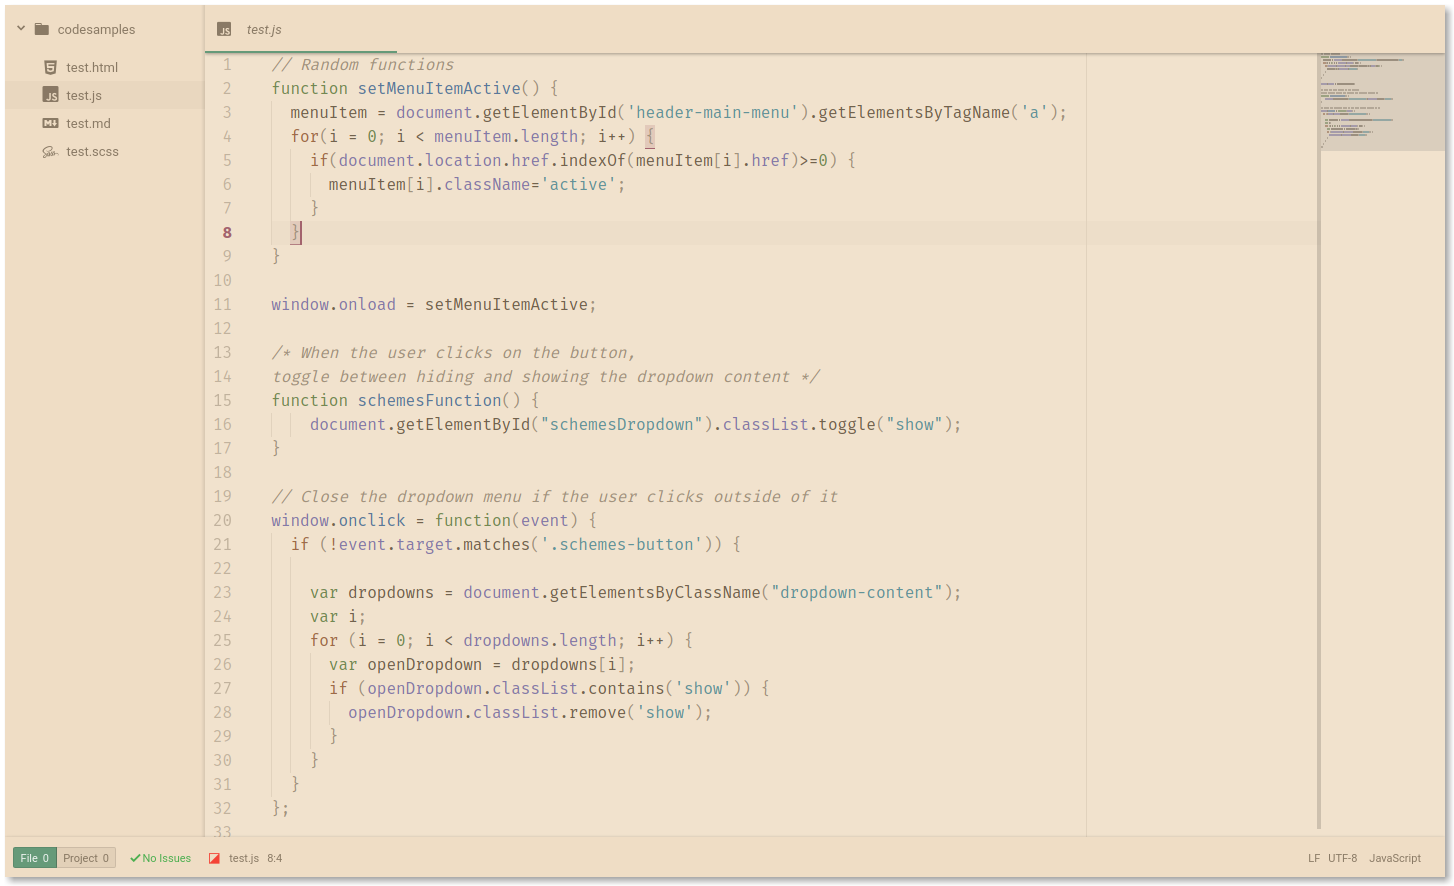 codesamples
test.html
test.js
test.md
test.scss
test.js
1 // Random functions
2 function setMenuItemActive() {
3 menuItem = document.getElementById('header-main-menu').getElementsByTagName('a');
4 for(i = 0; i < menuItem.length; i++) {
5 if(document.location.href.indexOf(menuItem[i].href)>=0) {
6 menuItem[i].className='active';
7 }
8 }
9 }
10
11 window.onload = setMenuItemActive;
12
13 /* When the user clicks on the button,
14 toggle between hiding and showing the dropdown content */
15 function schemesFunction() {
16 document.getElementById("schemesDropdown").classList.toggle("show");
17 }
18
19 // Close the dropdown menu if the user clicks outside of it
20 window.onclick = function(event) {
21 if (!event.target.matches('.schemes-button')) {
22
23 var dropdowns = document.getElementsByClassName("dropdown-content");
24 var i;
25 for (i = 0; i < dropdowns.length; i++) {
26 var openDropdown = dropdowns[i];
27 if (openDropdown.classList.contains('show')) {
28 openDropdown.classList.remove('show');
29 }
30 }
31 }
32 };
33
File 0 Project 0 No Issues test.js 8:4 LF UTF-8 JavaScript